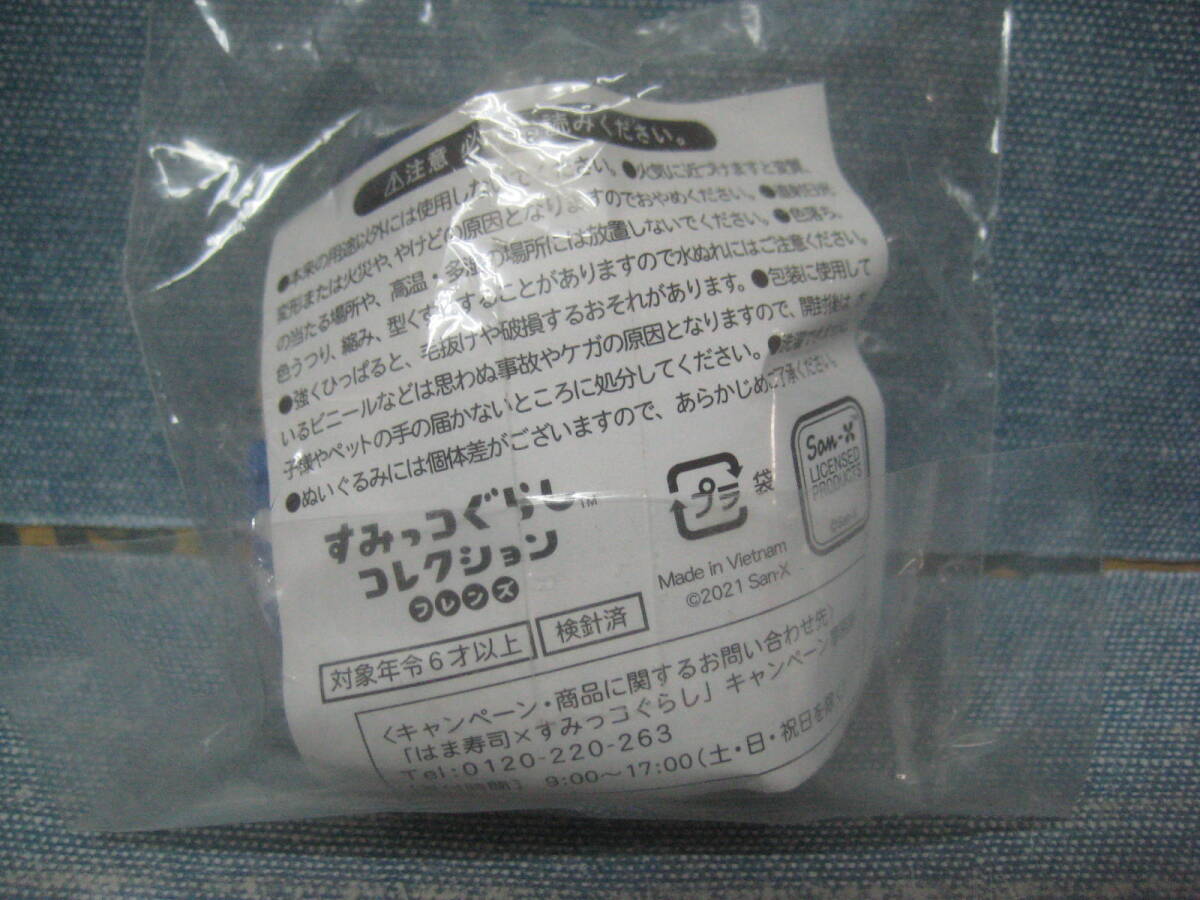 ⚠注意 必 読みください。
●本来の用途以外には使用しないでください。●火気に近づけますと変質、
変形または火災や、やけどの原因となりますのでおやめください。●直射日光
の当たる場所や、高温・多湿の場所には放置しないでください。●色落ち、
色うつり、縮み、型くずれすることがありますので水ぬれにはご注意ください。
●強くひっぱると、毛抜けや破損するおそれがあります。●包装に使用して
いるビニールなどは思わぬ事故やケガの原因となりますので、開封後は
子様やペットの手の届かないところに処分してください。
●ぬいぐるみには個体差がございますので、あらかじめご了承ください。
すみっコぐらし™
コレクション
フレンズ
プラ 袋
San-X
LICENSED
PRODUCTS
©San-X
Made in Vietnam
©2021 San-X
対象年令6才以上
検針済
〈キャンペーン・商品に関するお問い合わせ先〉
「はま寿司×すみっコぐらし」キャンペーン
Tel:0120-220-263
9:00～17:00(土・日・祝日を除